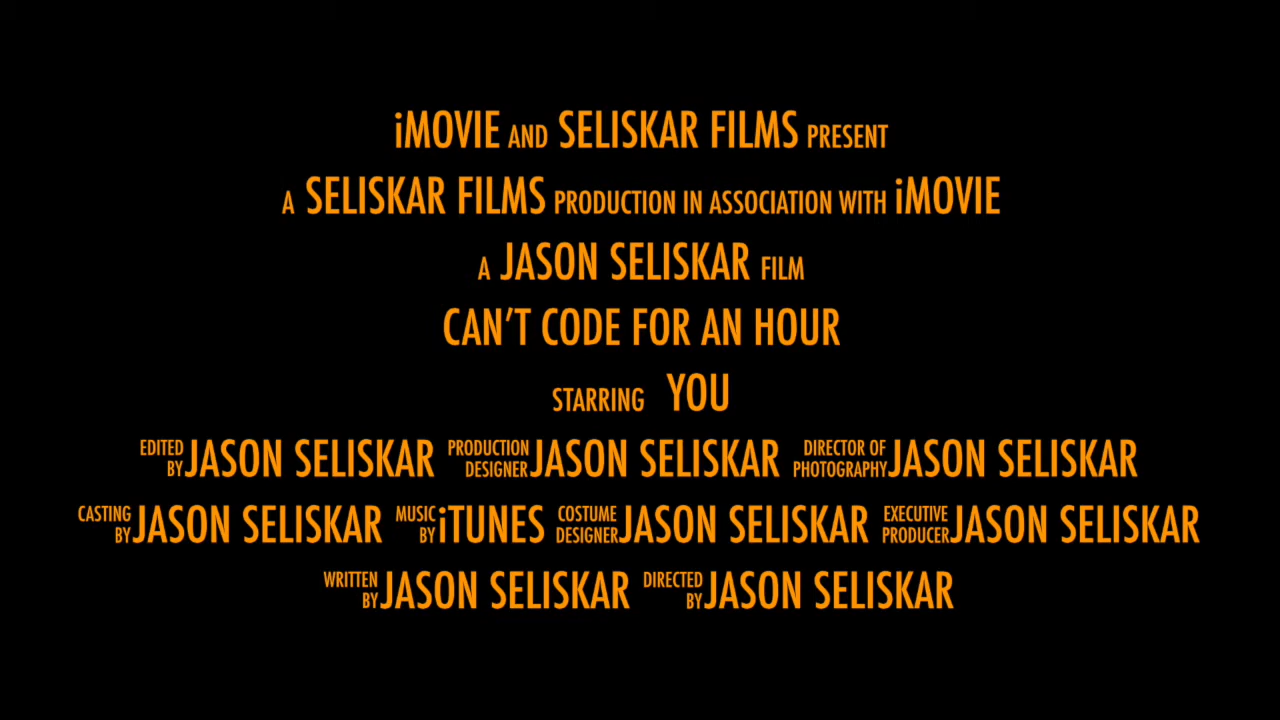 iMOVIE AND SELISKAR FILMS PRESENT
A SELISKAR FILMS PRODUCTION IN ASSOCIATION WITH iMOVIE
A JASON SELISKAR FILM
CAN'T CODE FOR AN HOUR
STARRING YOU
EDITED BY JASON SELISKAR PRODUCTION DESIGNER JASON SELISKAR DIRECTOR OF PHOTOGRAPHY JASON SELISKAR
CASTING BY JASON SELISKAR MUSIC BY iTUNES COSTUME DESIGNER JASON SELISKAR EXECUTIVE PRODUCER JASON SELISKAR
WRITTEN BY JASON SELISKAR DIRECTED BY JASON SELISKAR